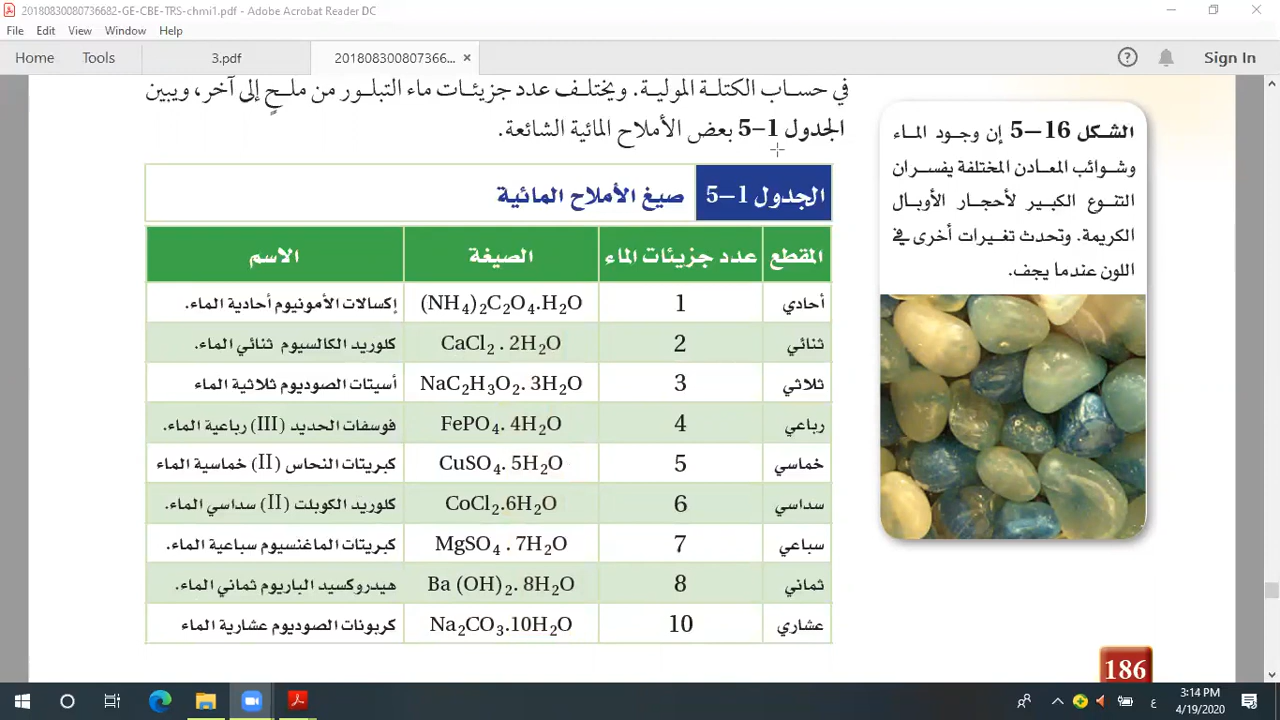 20180830080736682-GE-CBE-TRS-chmi1.pdf - Adobe Acrobat Reader DC
File Edit View Window Help
Home Tools 3.pdf 201808300807366... × Sign In
في حساب الكتلة المولية. ويختلف عدد جزيئات ماء التبلور من ملحٍ إلى آخر، ويبين
الجدول 1–5 بعض الأملاح المائية الشائعة.
الجدول 1–5 صيغ الأملاح المائية
المقطع عدد جزيئات الماء الصيغة الاسم
أحادي 1 (NH₄)₂C₂O₄.H₂O إكسالات الأمونيوم أحادية الماء.
ثنائي 2 CaCl₂ . 2H₂O كلوريد الكالسيوم ثنائي الماء.
ثلاثي 3 NaC₂H₃O₂. 3H₂O أسيتات الصوديوم ثلاثية الماء
رباعي 4 FePO₄. 4H₂O فوسفات الحديد (III) رباعية الماء.
خماسي 5 CuSO₄. 5H₂O كبريتات النحاس (II) خماسية الماء
سداسي 6 CoCl₂.6H₂O كلوريد الكوبلت (II) سداسي الماء.
سباعي 7 MgSO₄ . 7H₂O كبريتات الماغنسيوم سباعية الماء.
ثماني 8 Ba (OH)₂. 8H₂O هيدروكسيد الباريوم ثماني الماء.
عشاري 10 Na₂CO₃.10H₂O كربونات الصوديوم عشارية الماء
الشكل 16–5 إن وجود الماء
وشوائب المعادن المختلفة يفسران
التنوع الكبير لأحجار الأوبال
الكريمة. وتحدث تغيرات أخرى في
اللون عندما يجف.
186
ع
3:14 PM
4/19/2020